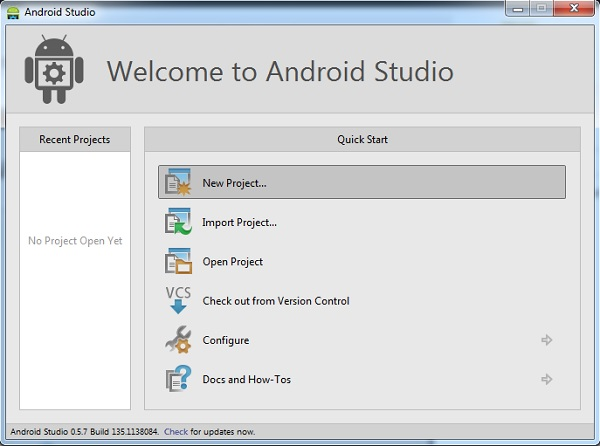 Android Studio
Welcome to Android Studio
Recent Projects
No Project Open Yet
Quick Start
New Project...
Import Project...
Open Project
VCS
Check out from Version Control
Configure
Docs and How-Tos
Android Studio 0.5.7 Build 135.1138084. Check for updates now.